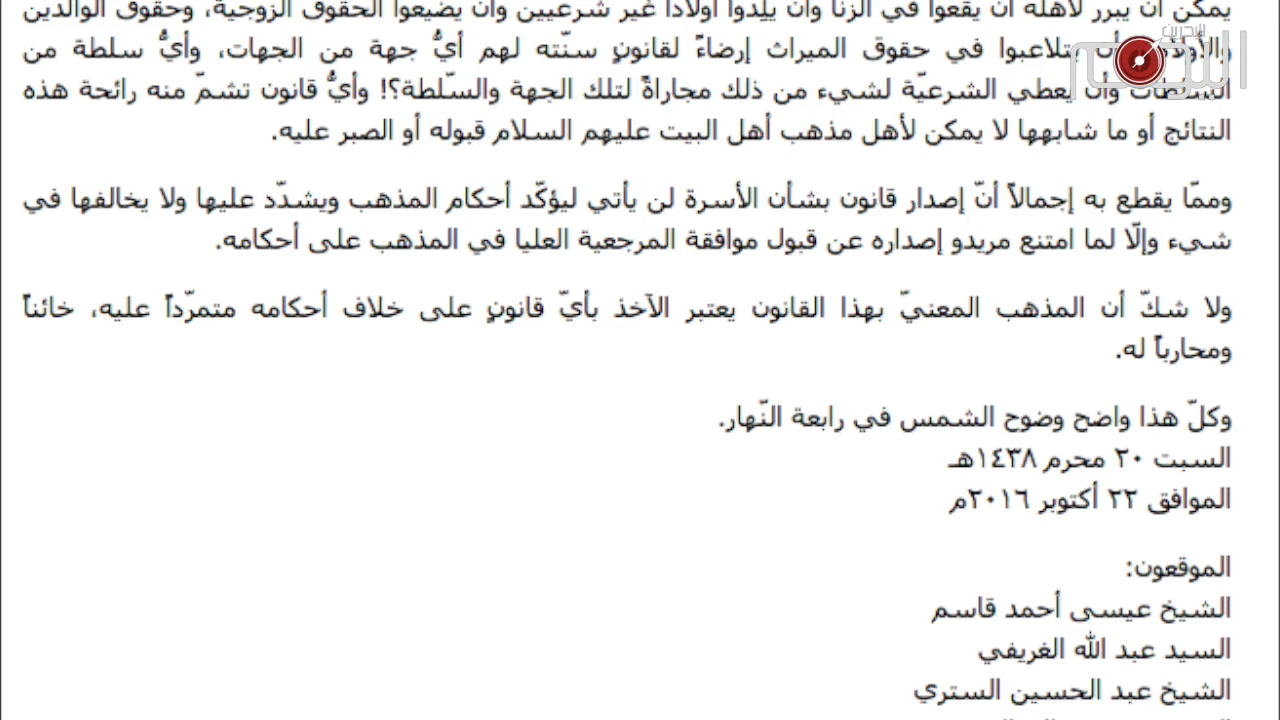 يمكن أن يبرر لأهله أن يقعوا في الزنا وأن يلِدوا أولاداً غير شرعيين وأن يضيعوا الحقوق الزوجية، وحقوق الوالدين
يتلاعبوا في حقوق الميراث إرضاءً لقانونٍ سنّته لهم أيُّ جهة من الجهات، وأيُّ سلطة من
السلطات وأن يعطي الشرعيّة لشيء من ذلك مجاراةً لتلك الجهة والسّلطة؟! وأيُّ قانون تشمّ منه رائحة هذه
النتائج أو ما شابهها لا يمكن لأهل مذهب أهل البيت عليهم السلام قبوله أو الصبر عليه.
وممّا يقطع به إجمالاً أنّ إصدار قانون بشأن الأسرة لن يأتي ليؤكّد أحكام المذهب ويشدّد عليها ولا يخالفها في
شيء وإلّا لما امتنع مريدو إصداره عن قبول موافقة المرجعية العليا في المذهب على أحكامه.
ولا شكّ أن المذهب المعنيّ بهذا القانون يعتبر الآخذ بأيّ قانونٍ على خلاف أحكامه متمرّداً عليه، خائناً
ومحارباً له.
وكلّ هذا واضح وضوح الشمس في رابعة النّهار.
السبت ٢٠ محرم ١٤٣٨هـ
الموافق ٢٢ أكتوبر ٢٠١٦م
الموقعون:
الشيخ عيسى أحمد قاسم
السيد عبد الله الغريفي
الشيخ عبد الحسين الستري